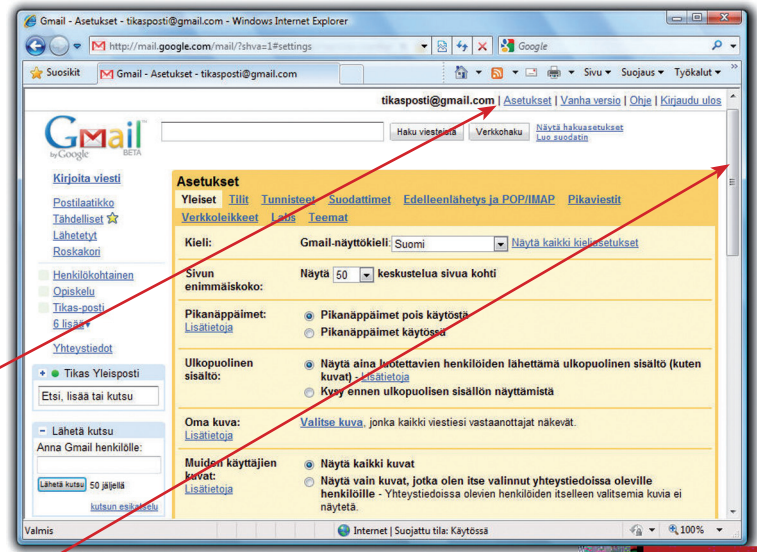 Gmail - Asetukset - tikasposti@gmail.com - Windows Internet Explorer
http://mail.google.com/mail/?shva=1#settings
Google
Suosikit
Gmail - Asetukset - tikasposti@gmail.com
Sivu
Suojaus
Työkalut
tikasposti@gmail.com | Asetukset | Vanha versio | Ohje | Kirjaudu ulos
Gmail
by Google BETA
Haku viesteistä
Verkkohaku
Näytä hakuasetukset
Luo suodatin
Kirjoita viesti
Postilaatikko
Tähdelliset
Lähetetyt
Roskakori
Henkilökohtainen
Opiskelu
Tikas-posti
6 lisää
Yhteystiedot
Tikas Yleisposti
Etsi, lisää tai kutsu
Lähetä kutsu
Anna Gmail henkilölle:
Lähetä kutsu 50 jäljellä
kutsun esikatselu
Asetukset
Yleiset Tilit Tunnisteet Suodattimet Edelleenlähetys ja POP/IMAP Pikaviestit
Verkkoleikkeet Labs Teemat
Kieli: Gmail-näyttökieli: Suomi Näytä kaikki kieliasetukset
Sivun enimmäiskoko: Näytä 50 keskustelua sivua kohti
Pikanäppäimet:
Lisätietoja
Pikanäppäimet pois käytöstä
Pikanäppäimet käytössä
Ulkopuolinen sisältö:
Näytä aina luotettavien henkilöiden lähettämä ulkopuolinen sisältö (kuten
kuvat) - Lisätietoja
Kysy ennen ulkopuolisen sisällön näyttämistä
Oma kuva:
Lisätietoja
Valitse kuva, jonka kaikki viestiesi vastaanottajat näkevät.
Muiden käyttäjien
kuvat:
Lisätietoja
Näytä kaikki kuvat
Näytä vain kuvat, jotka olen itse valinnut yhteystiedoissa oleville
henkilöille - Yhteystiedoissa olevien henkilöiden itselleen valitsemia kuvia ei
näytetä.
Valmis
Internet | Suojattu tila: Käytössä
100%